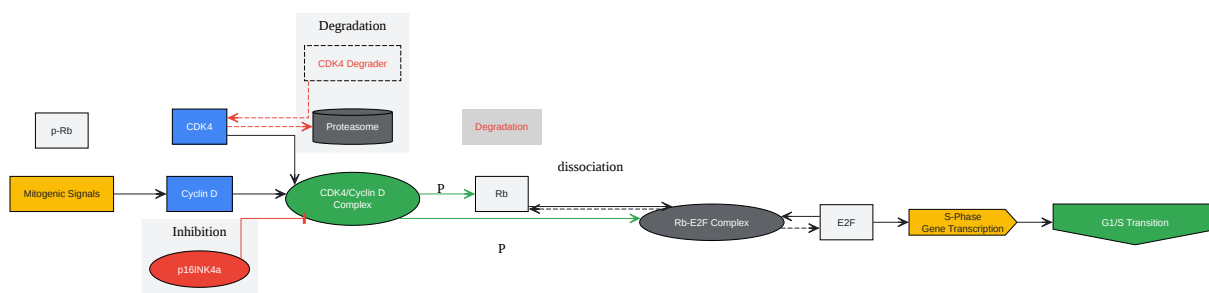 Degradation
CDK4 Degrader
p-Rb
CDK4
Proteasome
Degradation
dissociation
Mitogenic Signals
Cyclin D
CDK4/Cyclin D
Complex
P
Rb
Inhibition
p16INK4a
P
Rb-E2F Complex
E2F
S-Phase
Gene Transcription
G1/S Transition